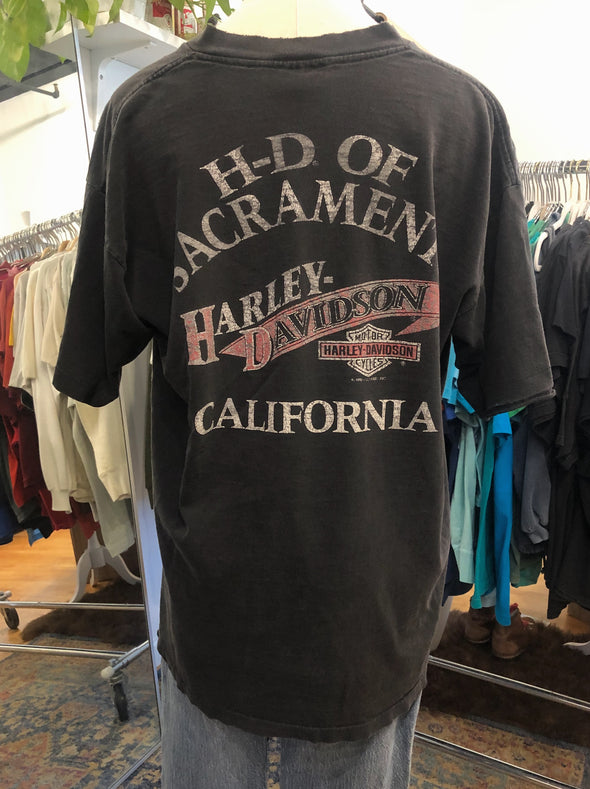 H-D OF
SACRAMENT
HARLEY-
DAVIDSON
MOTOR
HARLEY-DAVIDSON
CYCLES
CALIFORNIA